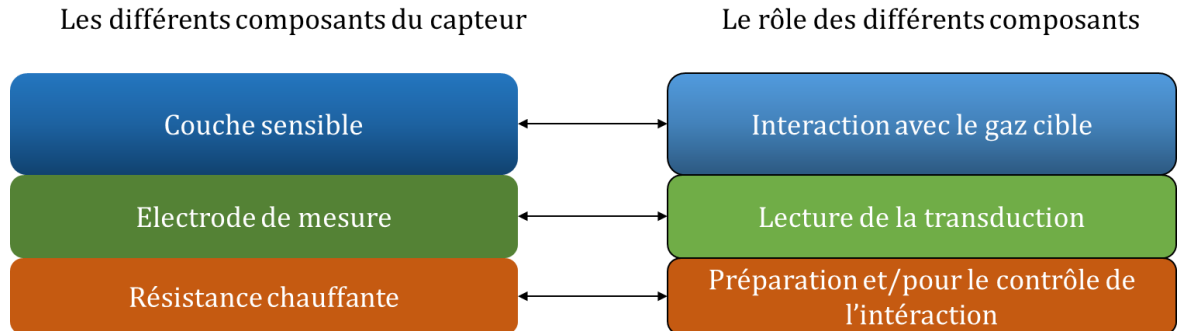 Les différents composants du capteur
Le rôle des différents composants
Couche sensible
Interaction avec le gaz cible
Electrode de mesure
Lecture de la transduction
Résistance chauffante
Préparation et/pour le contrôle de
l'intéraction